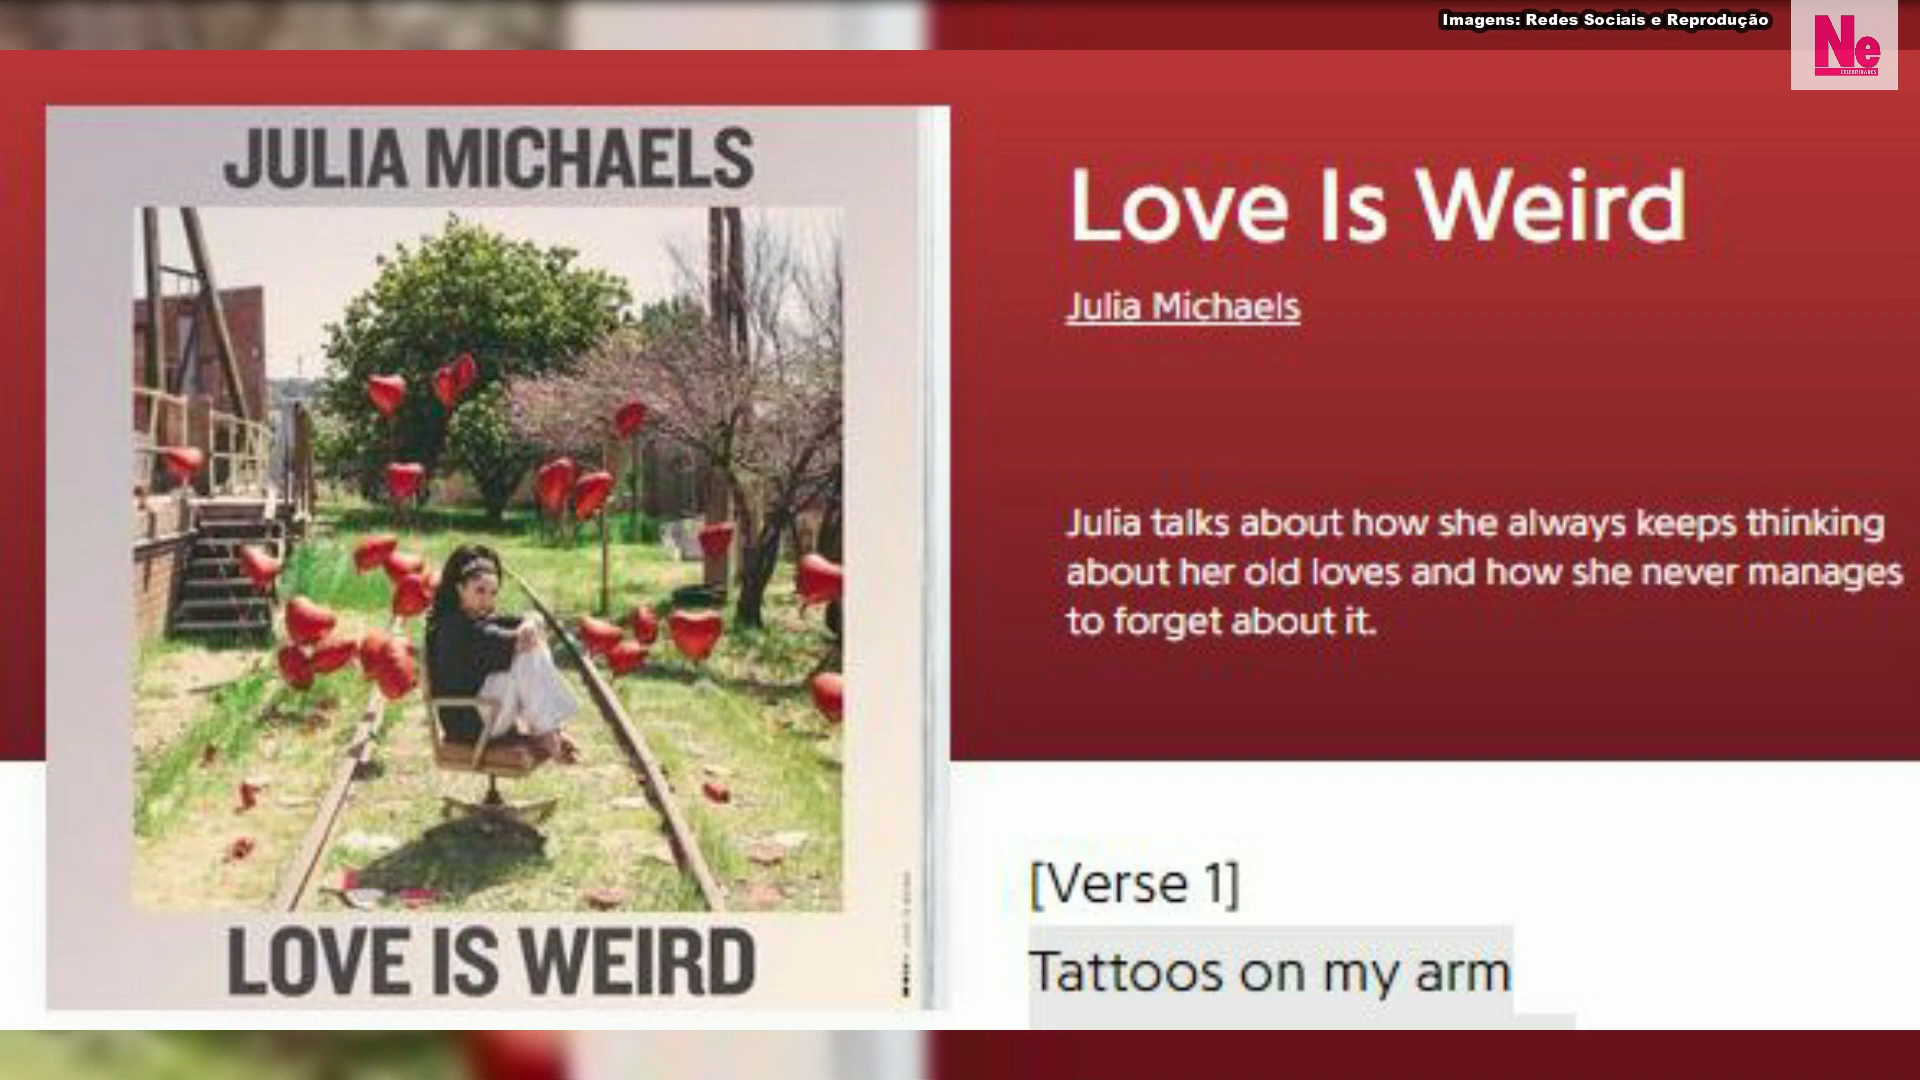 Imagens: Redes Sociais e Reprodução
Ne
CELEBRIDADES
JULIA MICHAELS
LOVE IS WEIRD
Love Is Weird
Julia Michaels
Julia talks about how she always keeps thinking
about her old loves and how she never manages
to forget about it.
[Verse 1]
Tattoos on my arm